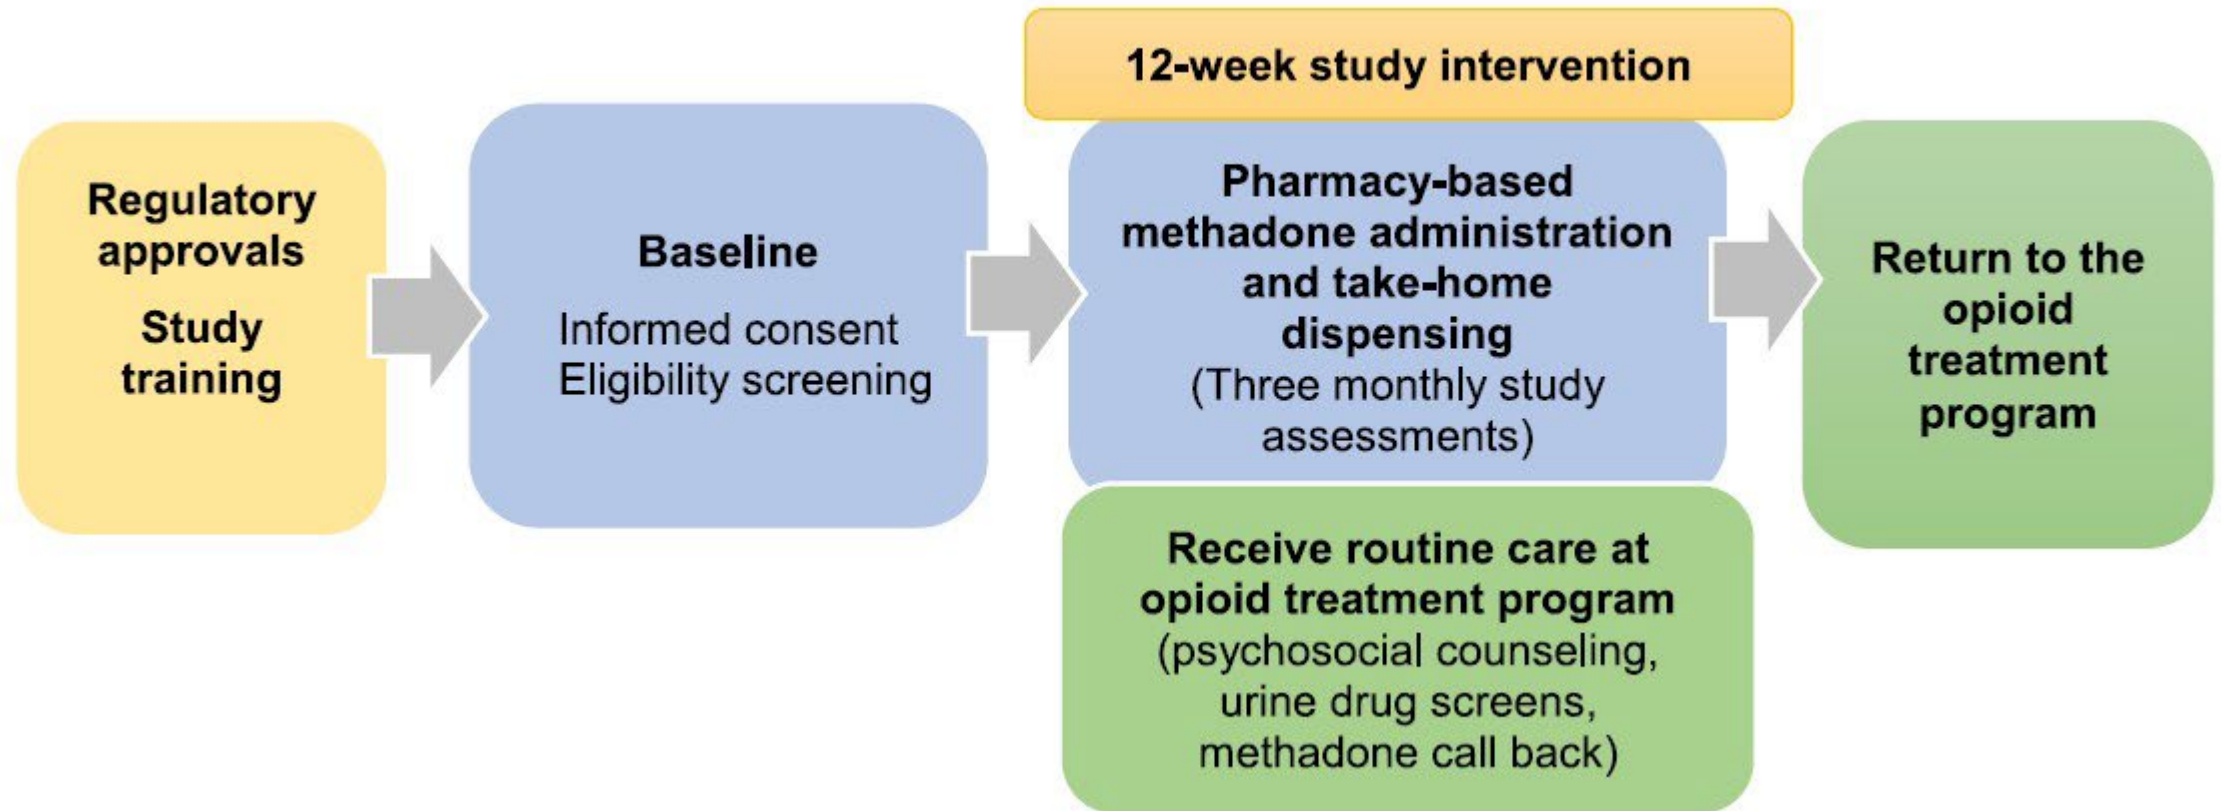 12-week study intervention
Regulatory
approvals
Study
training
Baseline
Informed consent
Eligibility screening
Pharmacy-based
methadone administration
and take-home
dispensing
(Three monthly study
assessments)
Receive routine care at
opioid treatment program
(psychosocial counseling,
urine drug screens,
methadone call back)
Return to the
opioid
treatment
program